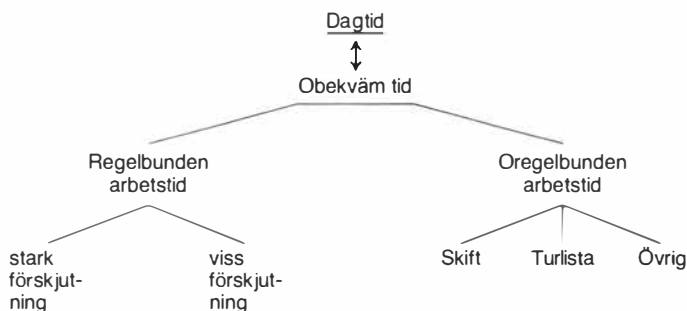 Dagtid
Obekväm tid
Regelbunden
arbetstid
Oregelbunden
arbetstid
stark
förskjut-
ning
viss
förskjut-
ning
Skift
Turlista
Övrig